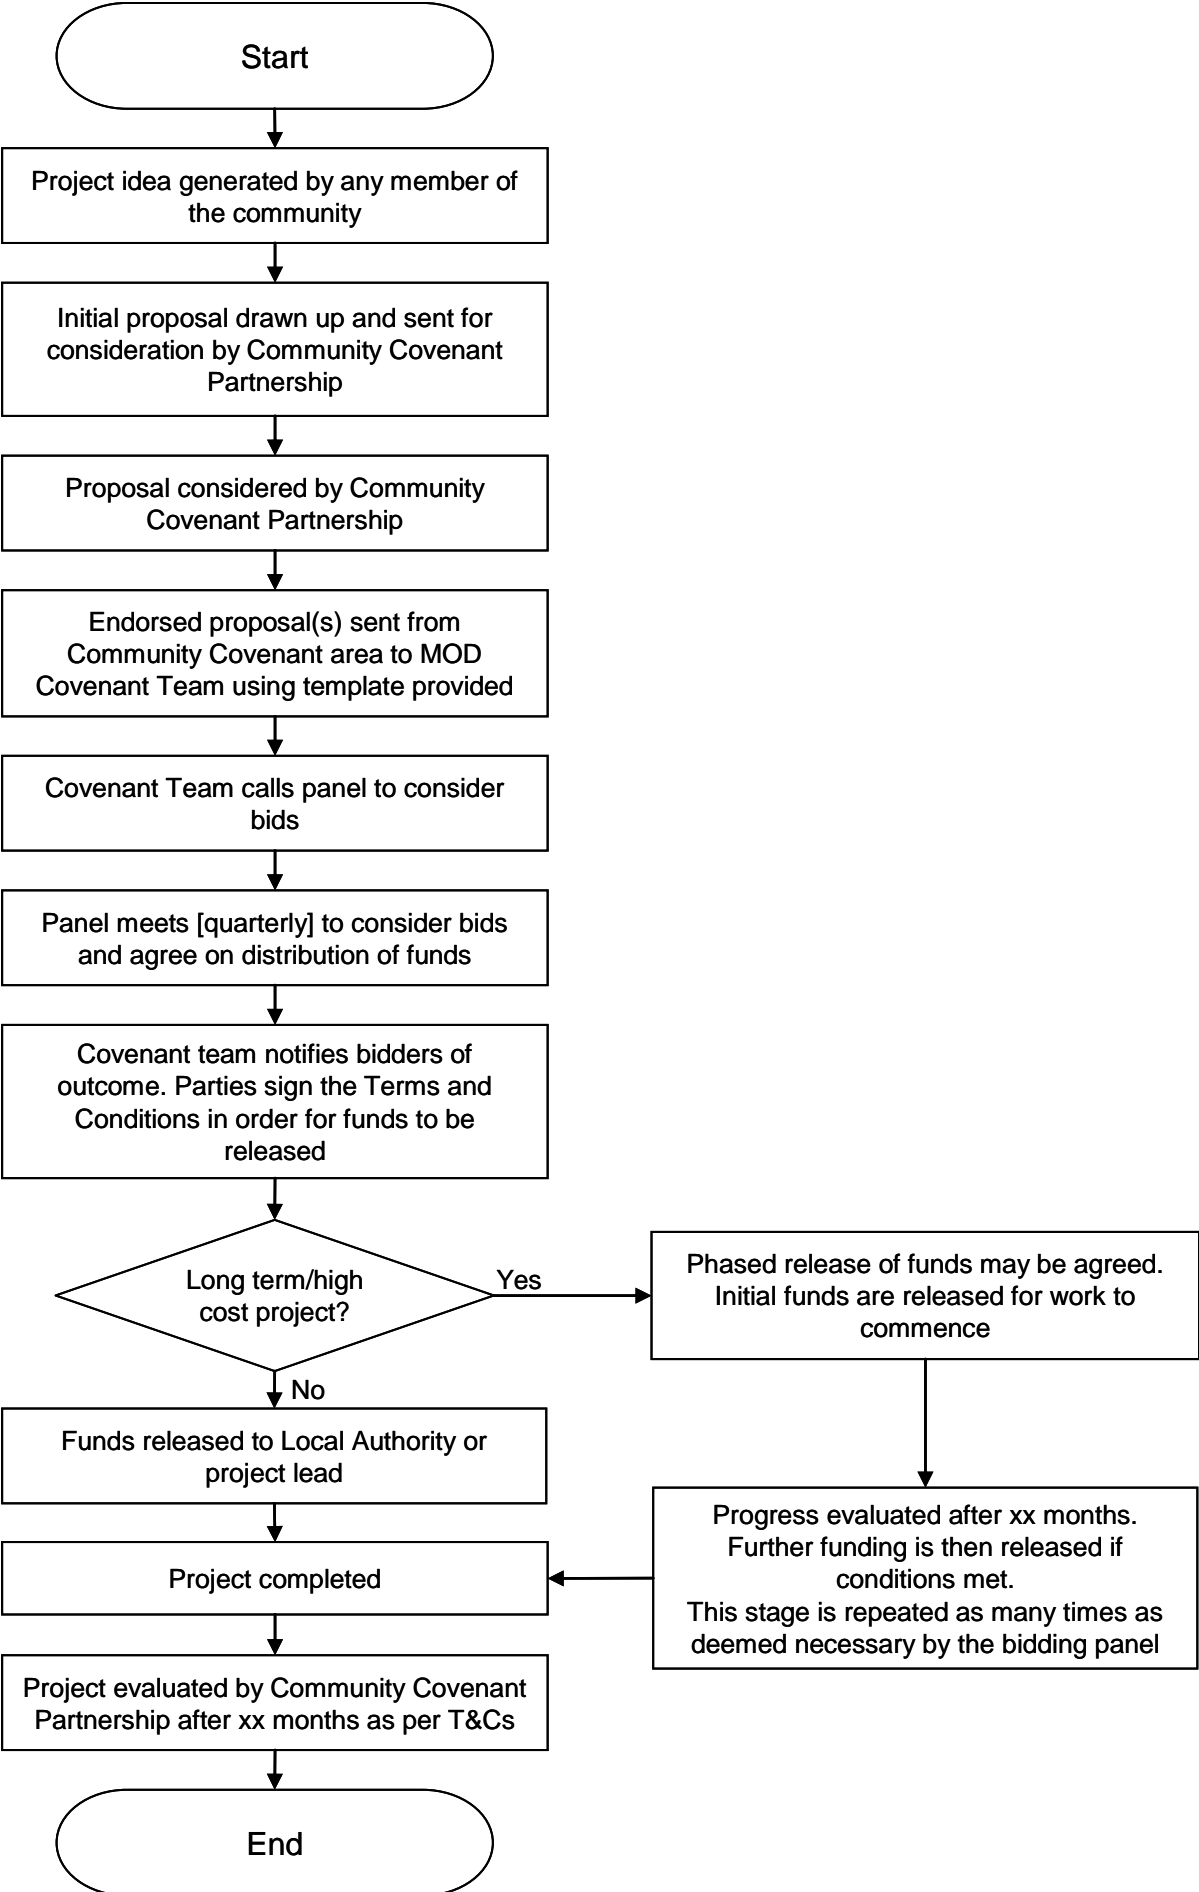 Start
Project idea generated by any member of
the community
Initial proposal drawn up and sent for
consideration by Community Covenant
Partnership
Proposal considered by Community
Covenant Partnership
Endorsed proposal(s) sent from
Community Covenant area to MOD
Covenant Team using template provided
Covenant Team calls panel to consider
bids
Panel meets [quarterly] to consider bids
and agree on distribution of funds
Covenant team notifies bidders of
outcome. Parties sign the Terms and
Conditions in order for funds to be
released
Long term/high
cost project?
Yes
Phased release of funds may be agreed.
Initial funds are released for work to
commence
No
Funds released to Local Authority or
project lead
Progress evaluated after xx months.
Further funding is then released if
conditions met.
This stage is repeated as many times as
deemed necessary by the bidding panel
Project completed
Project evaluated by Community Covenant
Partnership after xx months as per T&Cs
End